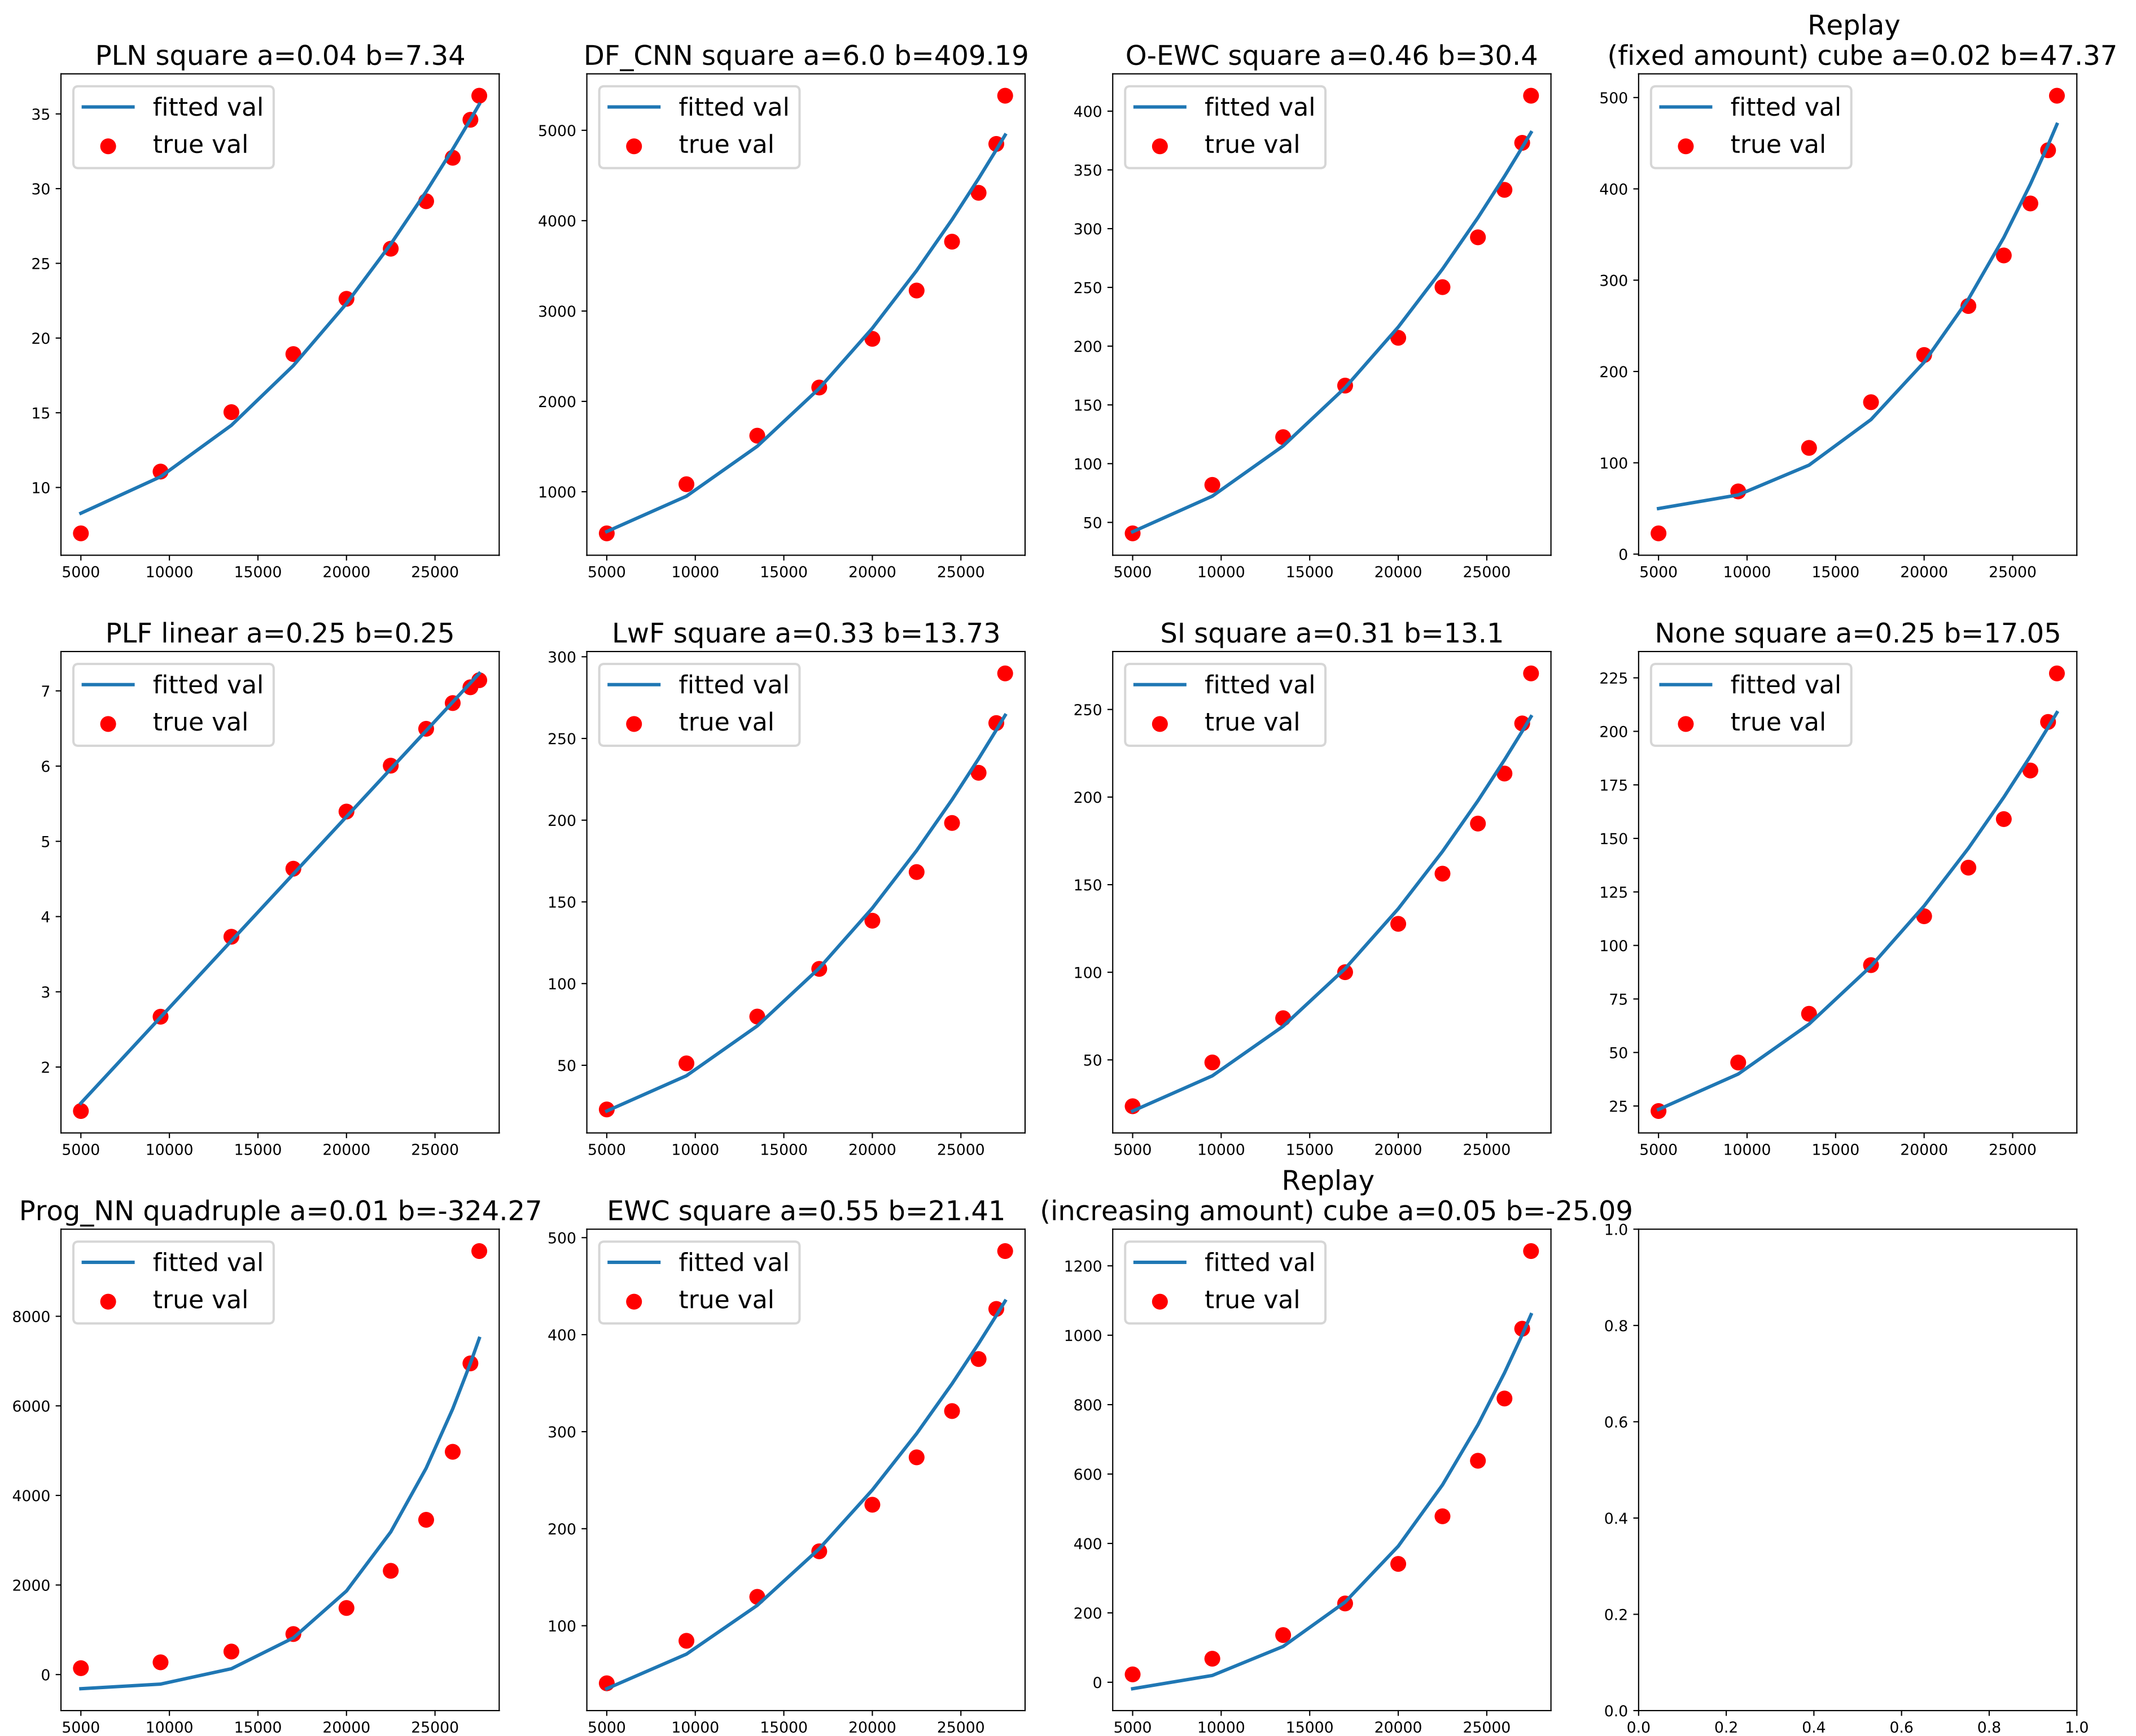 PLN square a=0.04 b=7.34
fitted val
true val
35
30
25
20
15
10
5000 10000 15000 20000 25000
DF_CNN square a=6.0 b=409.19
fitted val
true val
5000
4000
3000
2000
1000
5000 10000 15000 20000 25000
O-EWC square a=0.46 b=30.4
fitted val
true val
400
350
300
250
200
150
100
50
5000 10000 15000 20000 25000
Replay
(fixed amount) cube a=0.02 b=47.37
fitted val
true val
500
400
300
200
100
0
5000 10000 15000 20000 25000
PLF linear a=0.25 b=0.25
fitted val
true val
7
6
5
4
3
2
5000 10000 15000 20000 25000
LwF square a=0.33 b=13.73
fitted val
true val
300
250
200
150
100
50
5000 10000 15000 20000 25000
SI square a=0.31 b=13.1
fitted val
true val
250
200
150
100
50
5000 10000 15000 20000 25000
None square a=0.25 b=17.05
fitted val
true val
225
200
175
150
125
100
75
50
25
5000 10000 15000 20000 25000
Prog_NN quadruple a=0.01 b=-324.27
fitted val
true val
8000
6000
4000
2000
0
5000 10000 15000 20000 25000
EWC square a=0.55 b=21.41
fitted val
true val
500
400
300
200
100
5000 10000 15000 20000 25000
Replay
(increasing amount) cube a=0.05 b=-25.09
fitted val
true val
1200
1000
800
600
400
200
0
5000 10000 15000 20000 25000
1.0
0.8
0.6
0.4
0.2
0.0
0.0 0.2 0.4 0.6 0.8 1.0